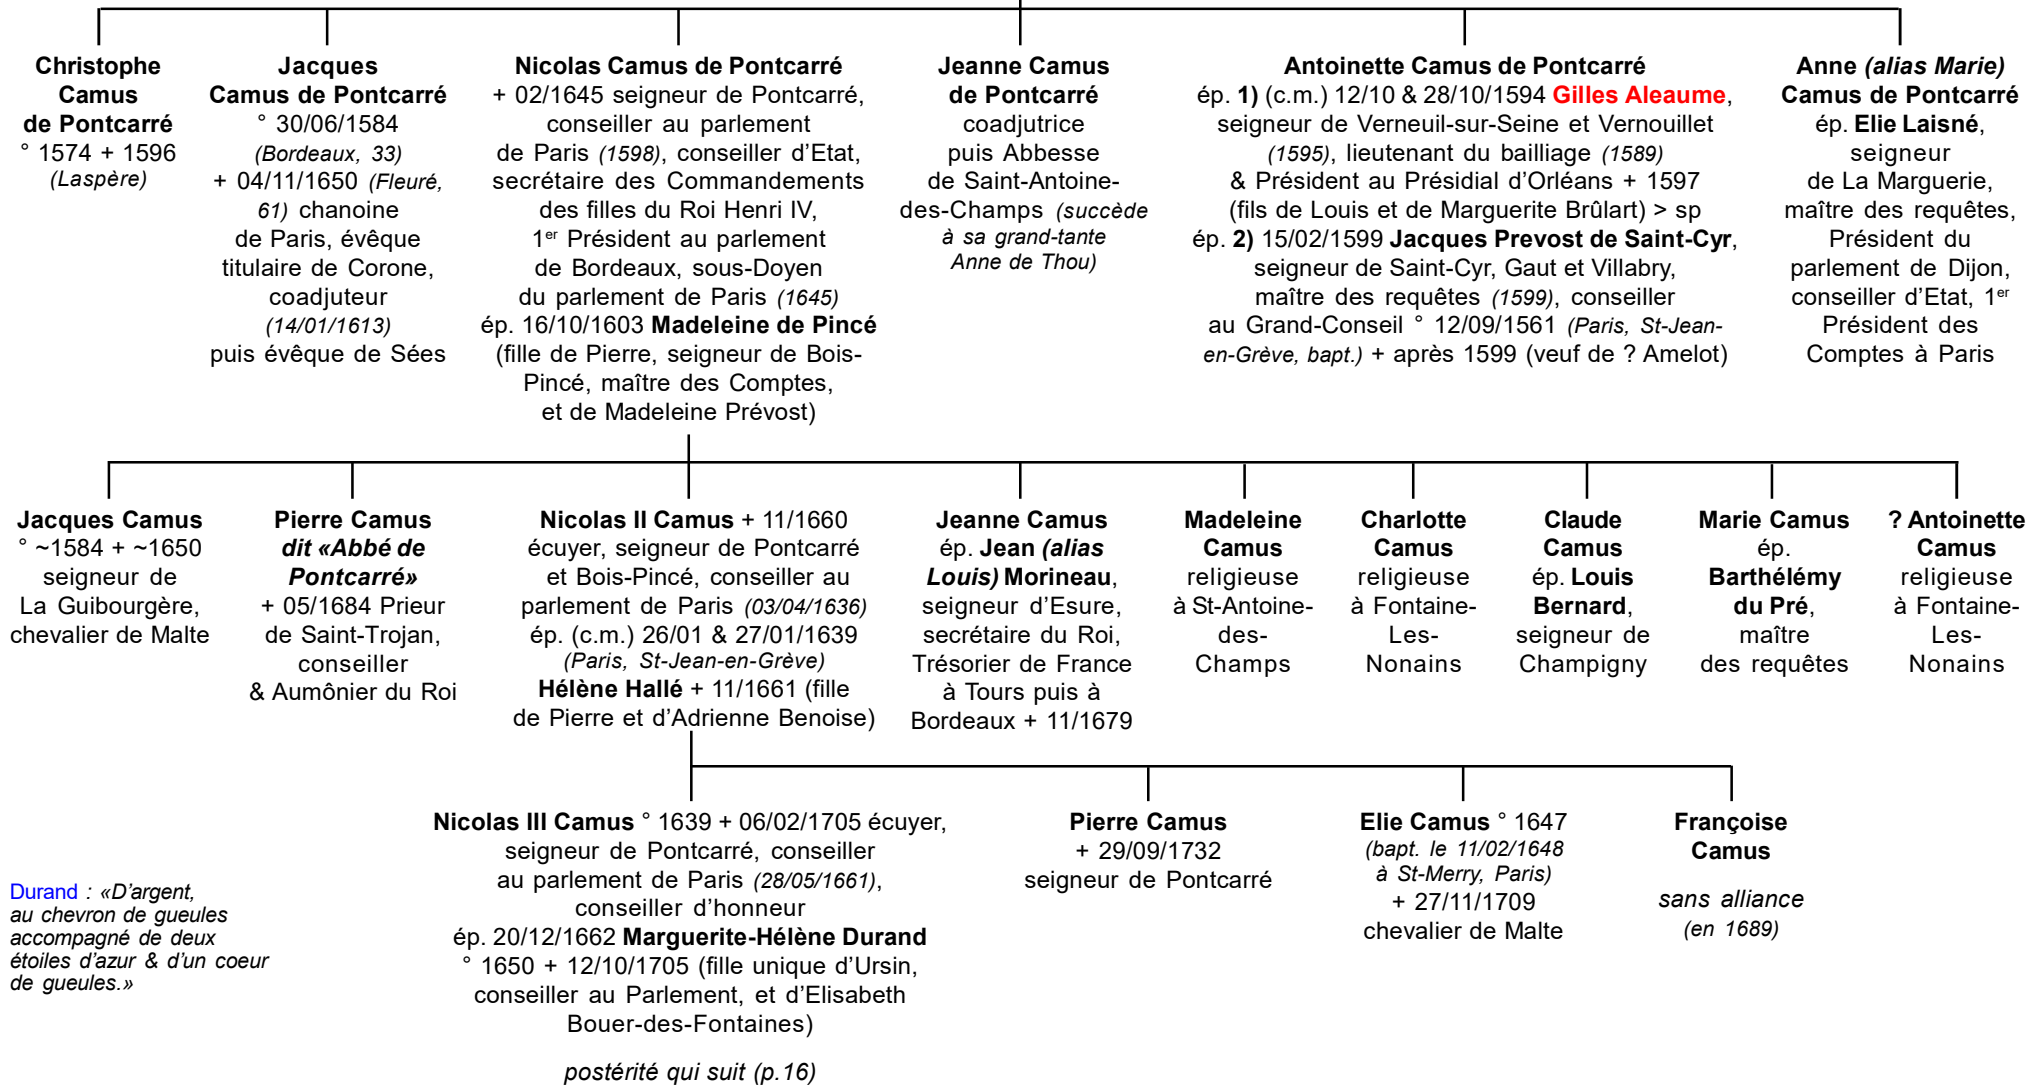 Christophe
Camus
de Pontcarré
° 1574 + 1596
(Laspère)
Jacques
Camus de Pontcarré
° 30/06/1584
(Bordeaux, 33)
+ 04/11/1650 (Fleuré,
61) chanoine
de Paris, évêque
titulaire de Corone,
coadjuteur
(14/01/1613)
puis évêque de Sées
Nicolas Camus de Pontcarré
+ 02/1645 seigneur de Pontcarré,
conseiller au parlement
de Paris (1598), conseiller d'Etat,
secrétaire des Commandements
des filles du Roi Henri IV,
1er Président au parlement
de Bordeaux, sous-Doyen
du parlement de Paris (1645)
ép. 16/10/1603 Madeleine de Pincé
(fille de Pierre, seigneur de Bois-
Pincé, maître des Comptes,
et de Madeleine Prévost)
Jeanne Camus
de Pontcarré
coadjutrice
puis Abbesse
de Saint-Antoine-
des-Champs (succède
à sa grand-tante
Anne de Thou)
Antoinette Camus de Pontcarré
ép. 1) (c.m.) 12/10 & 28/10/1594 Gilles Aleaume,
seigneur de Verneuil-sur-Seine et Vernouillet
(1595), lieutenant du bailliage (1589)
& Président au Présidial d'Orléans + 1597
(fils de Louis et de Marguerite Brûlart) > sp
ép. 2) 15/02/1599 Jacques Prevost de Saint-Cyr,
seigneur de Saint-Cyr, Gaut et Villabry,
maître des requêtes (1599), conseiller
au Grand-Conseil ° 12/09/1561 (Paris, St-Jean-
en-Grève, bapt.) + après 1599 (veuf de ? Amelot)
Anne (alias Marie)
Camus de Pontcarré
ép. Elie Laisné,
seigneur
de La Marguerie,
maître des requêtes,
Président du
parlement de Dijon,
conseiller d'Etat, 1er
Président des
Comptes à Paris
Jacques Camus
° ~1584 + ~1650
seigneur de
La Guibourgère,
chevalier de Malte
Pierre Camus
dit «Abbé de
Pontcarré»
+ 05/1684 Prieur
de Saint-Trojan,
conseiller
& Aumônier du Roi
Nicolas II Camus + 11/1660
écuyer, seigneur de Pontcarré
et Bois-Pincé, conseiller au
parlement de Paris (03/04/1636)
ép. (c.m.) 26/01 & 27/01/1639
(Paris, St-Jean-en-Grève)
Hélène Hallé + 11/1661 (fille
de Pierre et d'Adrienne Benoise)
Jeanne Camus
ép. Jean (alias
Louis) Morineau,
seigneur d'Esure,
secrétaire du Roi,
Trésorier de France
à Tours puis à
Bordeaux + 11/1679
Madeleine
Camus
religieuse
à St-Antoine-
des-
Champs
Charlotte
Camus
religieuse
à Fontaine-
Les-
Nonains
Claude
Camus
ép. Louis
Bernard,
seigneur de
Champigny
Marie Camus
ép.
Barthélémy
du Pré,
maître
des requêtes
? Antoinette
Camus
religieuse
à Fontaine-
Les-
Nonains
Nicolas III Camus ° 1639 + 06/02/1705 écuyer,
seigneur de Pontcarré, conseiller
au parlement de Paris (28/05/1661),
conseiller d'honneur
ép. 20/12/1662 Marguerite-Hélène Durand
° 1650 + 12/10/1705 (fille unique d'Ursin,
conseiller au Parlement, et d'Elisabeth
Bouer-des-Fontaines)
postérité qui suit (p.16)
Pierre Camus
+ 29/09/1732
seigneur de Pontcarré
Elie Camus ° 1647
(bapt. le 11/02/1648
à St-Merry, Paris)
+ 27/11/1709
chevalier de Malte
Françoise
Camus
sans alliance
(en 1689)
Durand : «D'argent,
au chevron de gueules
accompagné de deux
étoiles d'azur & d'un coeur
de gueules.»